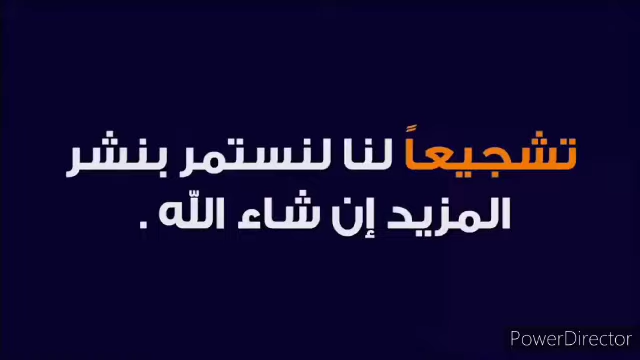 تشجيعاً لنا لنستمر بنشر
المزيد إن شاء الله .
PowerDirector